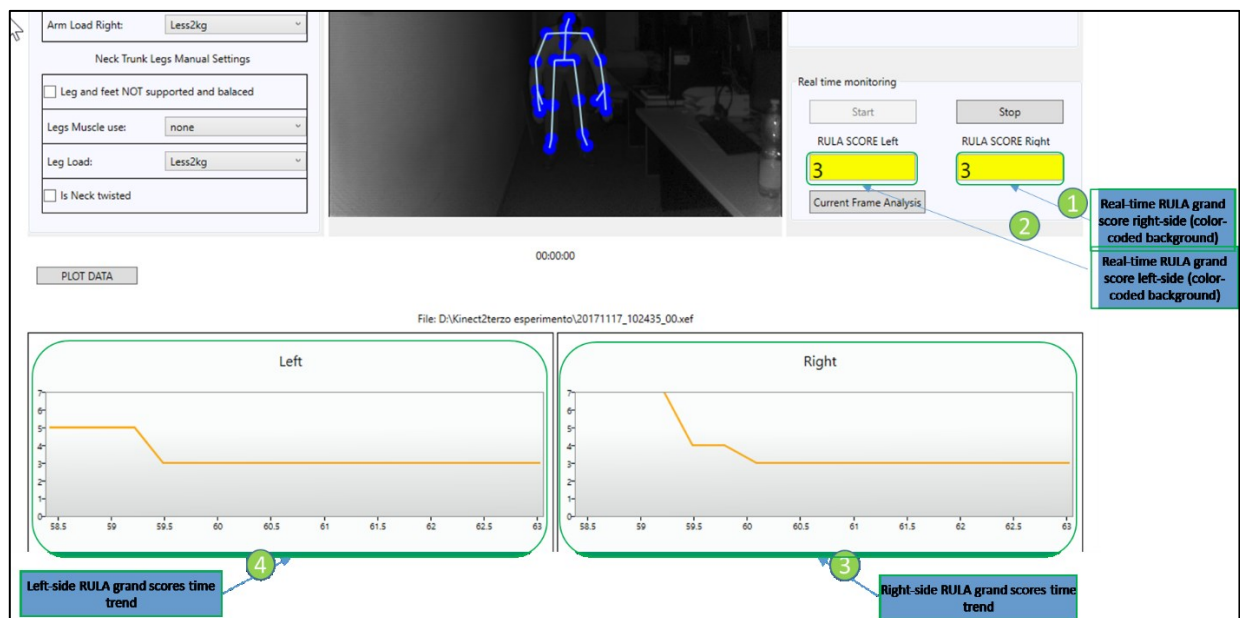 Arm Load Right:
Less2kg
Neck Trunk Legs Manual Settings
Leg and feet NOT supported and balaced
Legs Muscle use:
none
Leg Load:
Less2kg
Is Neck twisted
Real time monitoring
Start
Stop
RULA SCORE Left
RULA SCORE Right
3
3
Current Frame Analysis
1
2
Real-time RULA grand
score right-side (color-
coded background)
Real-time RULA grand
score left-side (color-
coded background)
00:00:00
PLOT DATA
File: D:\Kinect2terzo esperimento\20171117_102435_00.xef
Left
7
6
5
4
3
2
1
0
58.5 59 59.5 60 60.5 61 61.5 62 62.5 63
Right
7
6
5
4
3
2
1
0
58.5 59 59.5 60 60.5 61 61.5 62 62.5 63
4
Left-side RULA grand scores time
trend
3
Right-side RULA grand scores time
trend